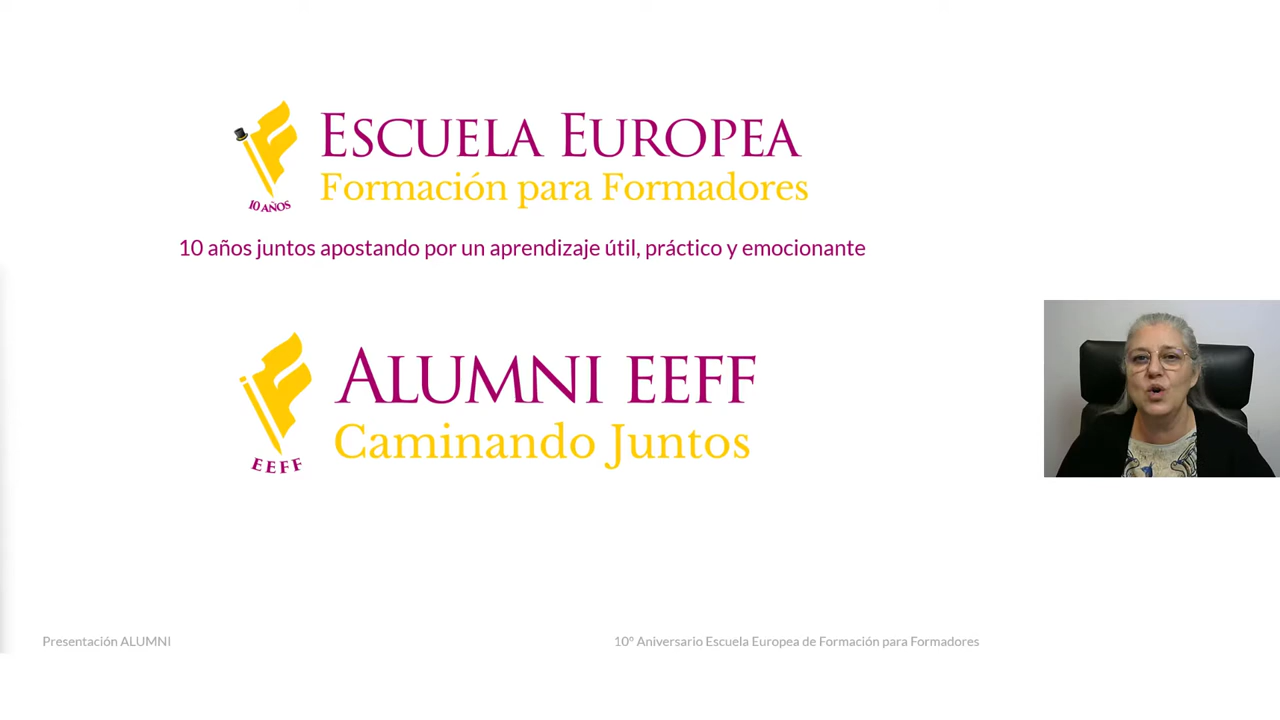 Escuela Europea
Formación para Formadores
10 AÑOS
10 años juntos apostando por un aprendizaje útil, práctico y emocionante
Alumni EEFF
Caminando Juntos
EEFF
Presentación ALUMNI
10º Aniversario Escuela Europea de Formación para Formadores